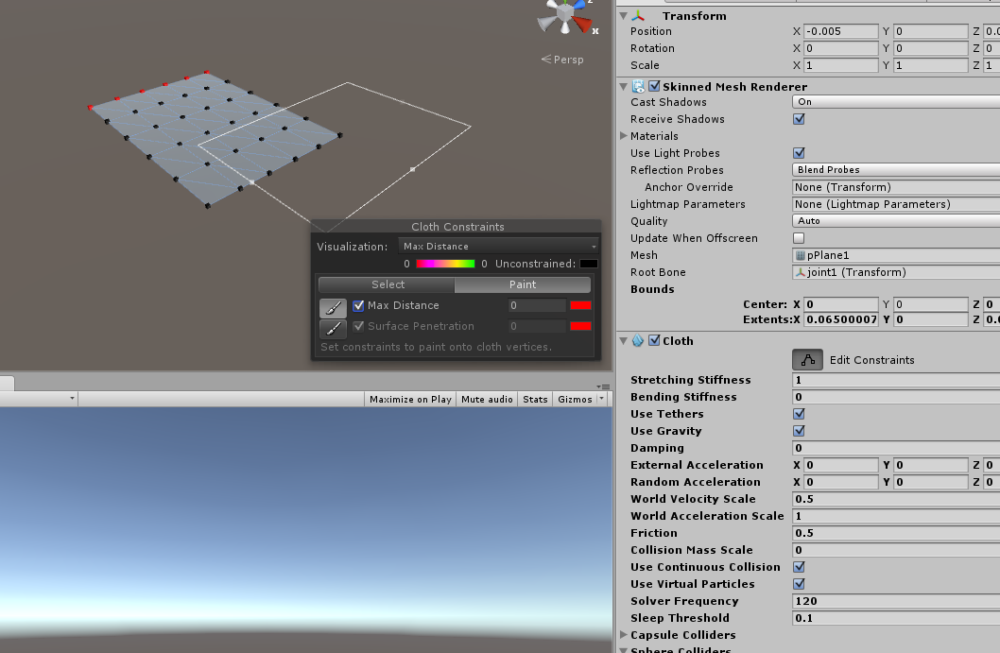 z
x
Persp
Cloth Constraints
Visualization: Max Distance
0 0 Unconstrained:
Select Paint
Max Distance 0
Surface Penetration 0
Set constraints to paint onto cloth vertices.
Maximize on Play Mute audio Stats Gizmos
Transform
Position X -0.005 Y 0 Z 0.0
Rotation X 0 Y 0 Z 0
Scale X 1 Y 1 Z 1
Skinned Mesh Renderer
Cast Shadows On
Receive Shadows
Materials
Use Light Probes
Reflection Probes Blend Probes
Anchor Override None (Transform)
Lightmap Parameters None (Lightmap Parameters)
Quality Auto
Update When Offscreen
Mesh pPlane1
Root Bone joint1 (Transform)
Bounds
Center: X 0 Y 0 Z 0
Extents: X 0.06500007 Y 0 Z 0.0
Cloth
Edit Constraints
Stretching Stiffness 1
Bending Stiffness 0
Use Tethers
Use Gravity
Damping 0
External Acceleration X 0 Y 0 Z 0
Random Acceleration X 0 Y 0 Z 0
World Velocity Scale 0.5
World Acceleration Scale 1
Friction 0.5
Collision Mass Scale 0
Use Continuous Collision
Use Virtual Particles
Solver Frequency 120
Sleep Threshold 0.1
Capsule Colliders
Sphere Colliders